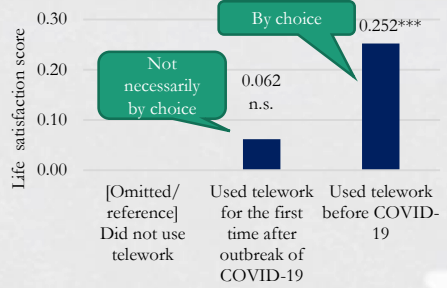 0.30
0.20
0.10
0.00
Life satisfaction score
Not
necessarily
by choice
By choice
0.062
n.s.
0.252***
[Omitted/
reference]
Did not use
telework
Used telework
for the first
time after
outbreak of
COVID-19
Used telework
before COVID-
19